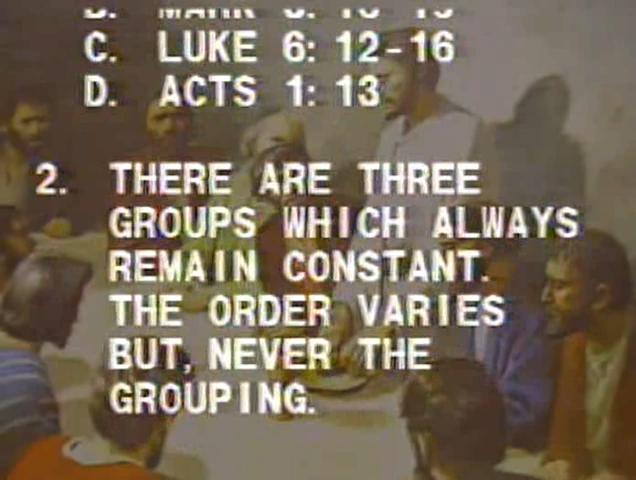 B. MARK
C. LUKE 6: 12-16
D. ACTS 1: 13
2. THERE ARE THREE
GROUPS WHICH ALWAYS
REMAIN CONSTANT.
THE ORDER VARIES
BUT, NEVER THE
GROUPING.